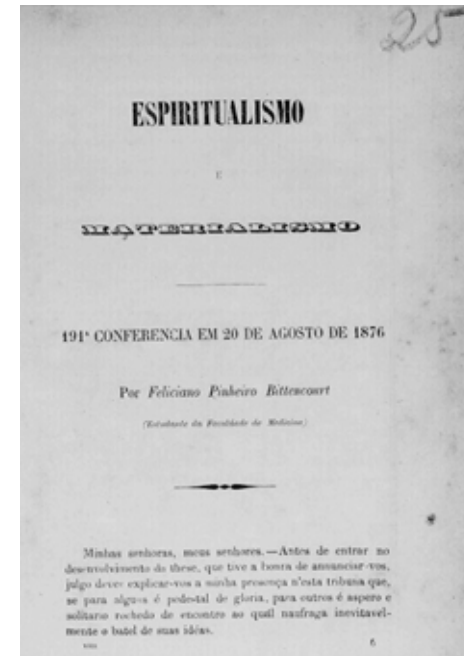 25
ESPIRITUALISMO
E
MATERIALISMO
191ª CONFERENCIA EM 20 DE AGOSTO DE 1876
Por Feliciano Pinheiro Bittencourt
(Estudante da Faculdade de Medicina)
Minhas senhoras, meus senhores.—Antes de entrar no
desenvolvimento da these, que tive a honra de annunciar-vos,
julgo dever explicar-vos a minha presença n'esta tribuna que,
se para alguns é pedestal de gloria, para outros é aspero e
solitario rochedo de encontro ao qual naufraga inevitavel-
mente o batel de suas idéas.
6